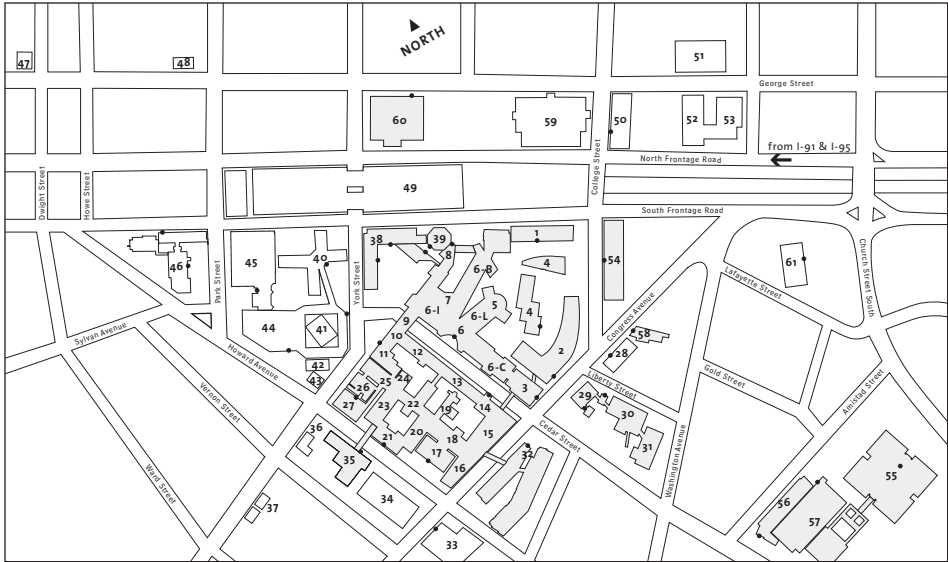 NORTH
51
47
48
George Street
60
59
50
52
53
from I-91 & I-95
North Frontage Road
College Street
49
Dwight Street
Howe Street
South Frontage Road
38
39
8
6-B
1
4
46
45
40
54
61
Park Street
York Street
Lafayette Street
Church Street South
7
6-I
6-L
5
4
6
9
10
44
41
Congress Avenue
58
28
2
Sylvan Avenue
Howard Avenue
42
43
11
12
6-C
3
13
14
24
25
26
27
23
22
19
Liberty Street
29
30
31
Gold Street
Amistad Street
Vernon Street
36
35
21
20
18
17
16
15
Cedar Street
32
Washington Avenue
Ward Street
37
34
33
55
56
57